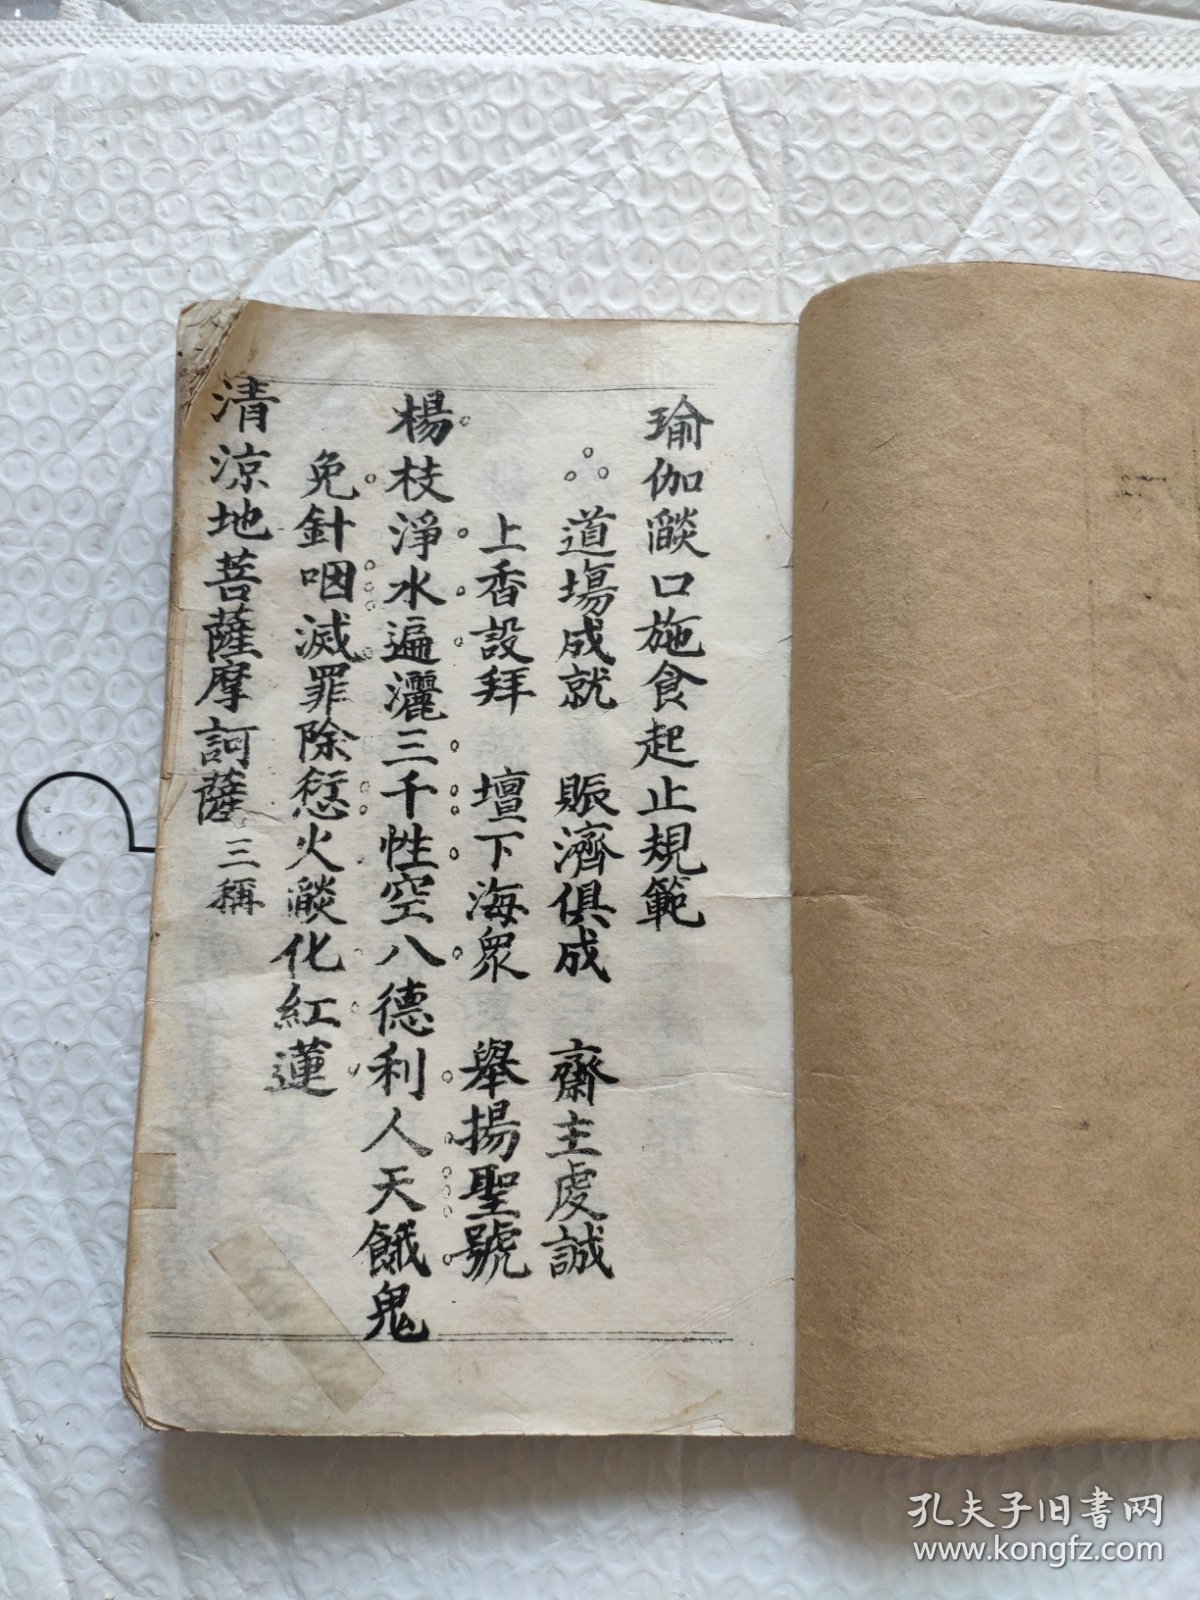 瑜伽燄口施食起止規範
道場成就　賑濟俱成　齋主虔誠
上香設拜　壇下海眾　舉揚聖號
楊枝淨水遍灑三千性空八德利人天餓鬼
免針咽滅罪除愆火燄化紅蓮
清涼地菩薩摩訶薩 三稱
孔夫子旧书网
www.kongfz.com